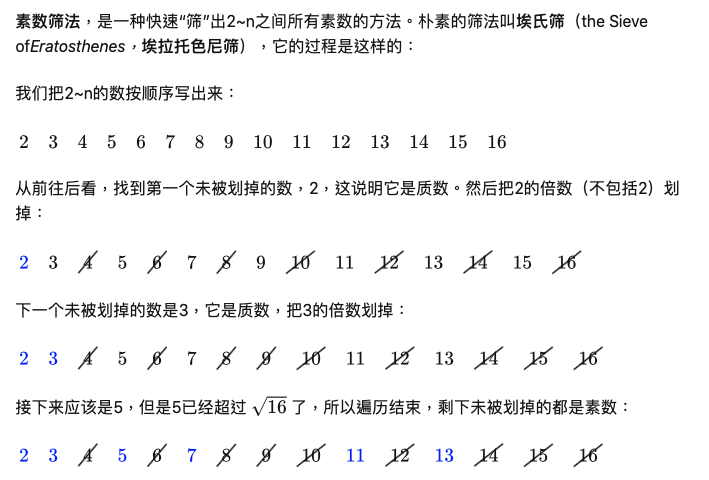 素数筛法，是一种快速“筛”出2~n之间所有素数的方法。朴素的筛法叫埃氏筛（the Sieve
ofEratosthenes，埃拉托色尼筛），它的过程是这样的：
我们把2~n的数按顺序写出来：
2 3 4 5 6 7 8 9 10 11 12 13 14 15 16
从前往后看，找到第一个未被划掉的数，2，这说明它是质数。然后把2的倍数（不包括2）划
掉：
2 3 4 5 6 7 8 9 10 11 12 13 14 15 16
下一个未被划掉的数是3，它是质数，把3的倍数划掉：
2 3 4 5 6 7 8 9 10 11 12 13 14 15 16
接下来应该是5，但是5已经超过 √16 了，所以遍历结束，剩下未被划掉的都是素数：
2 3 4 5 6 7 8 9 10 11 12 13 14 15 16